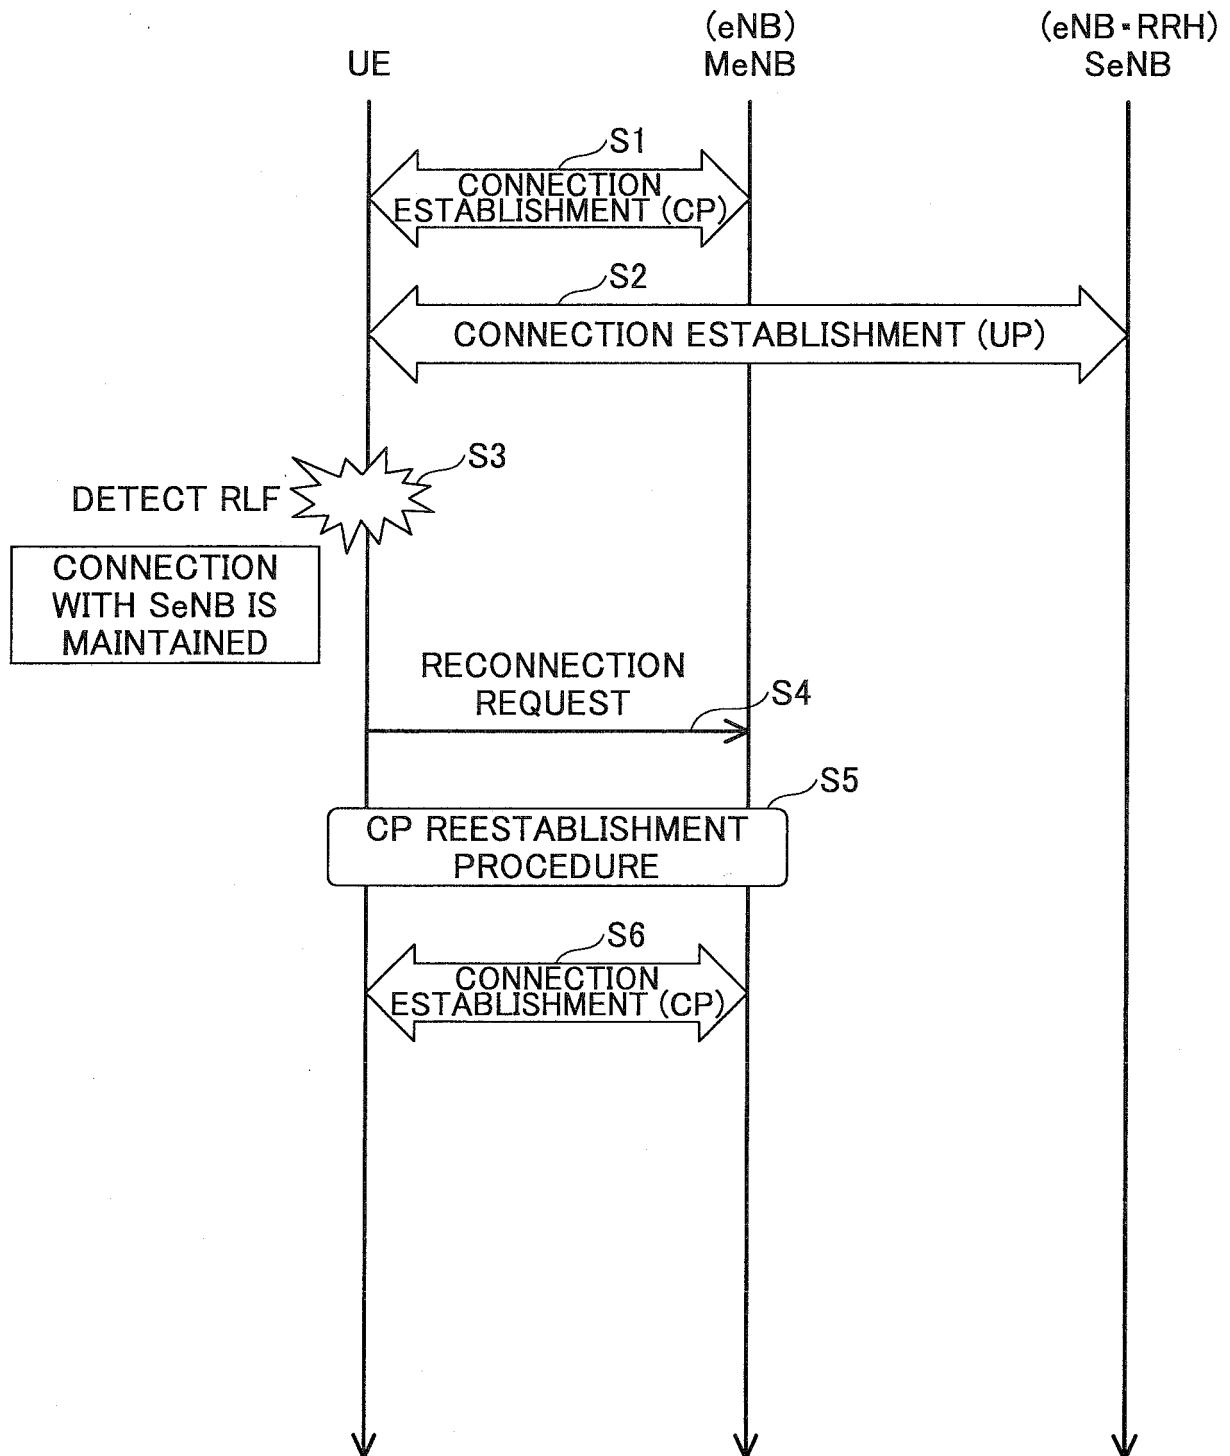 (eNB)
(eNB・RRH)
UE
MeNB
SeNB
S1
CONNECTION
ESTABLISHMENT (CP)
S2
CONNECTION ESTABLISHMENT (UP)
S3
DETECT RLF
CONNECTION
WITH SeNB IS
MAINTAINED
RECONNECTION
REQUEST
S4
S5
CP REESTABLISHMENT
PROCEDURE
S6
CONNECTION
ESTABLISHMENT (CP)